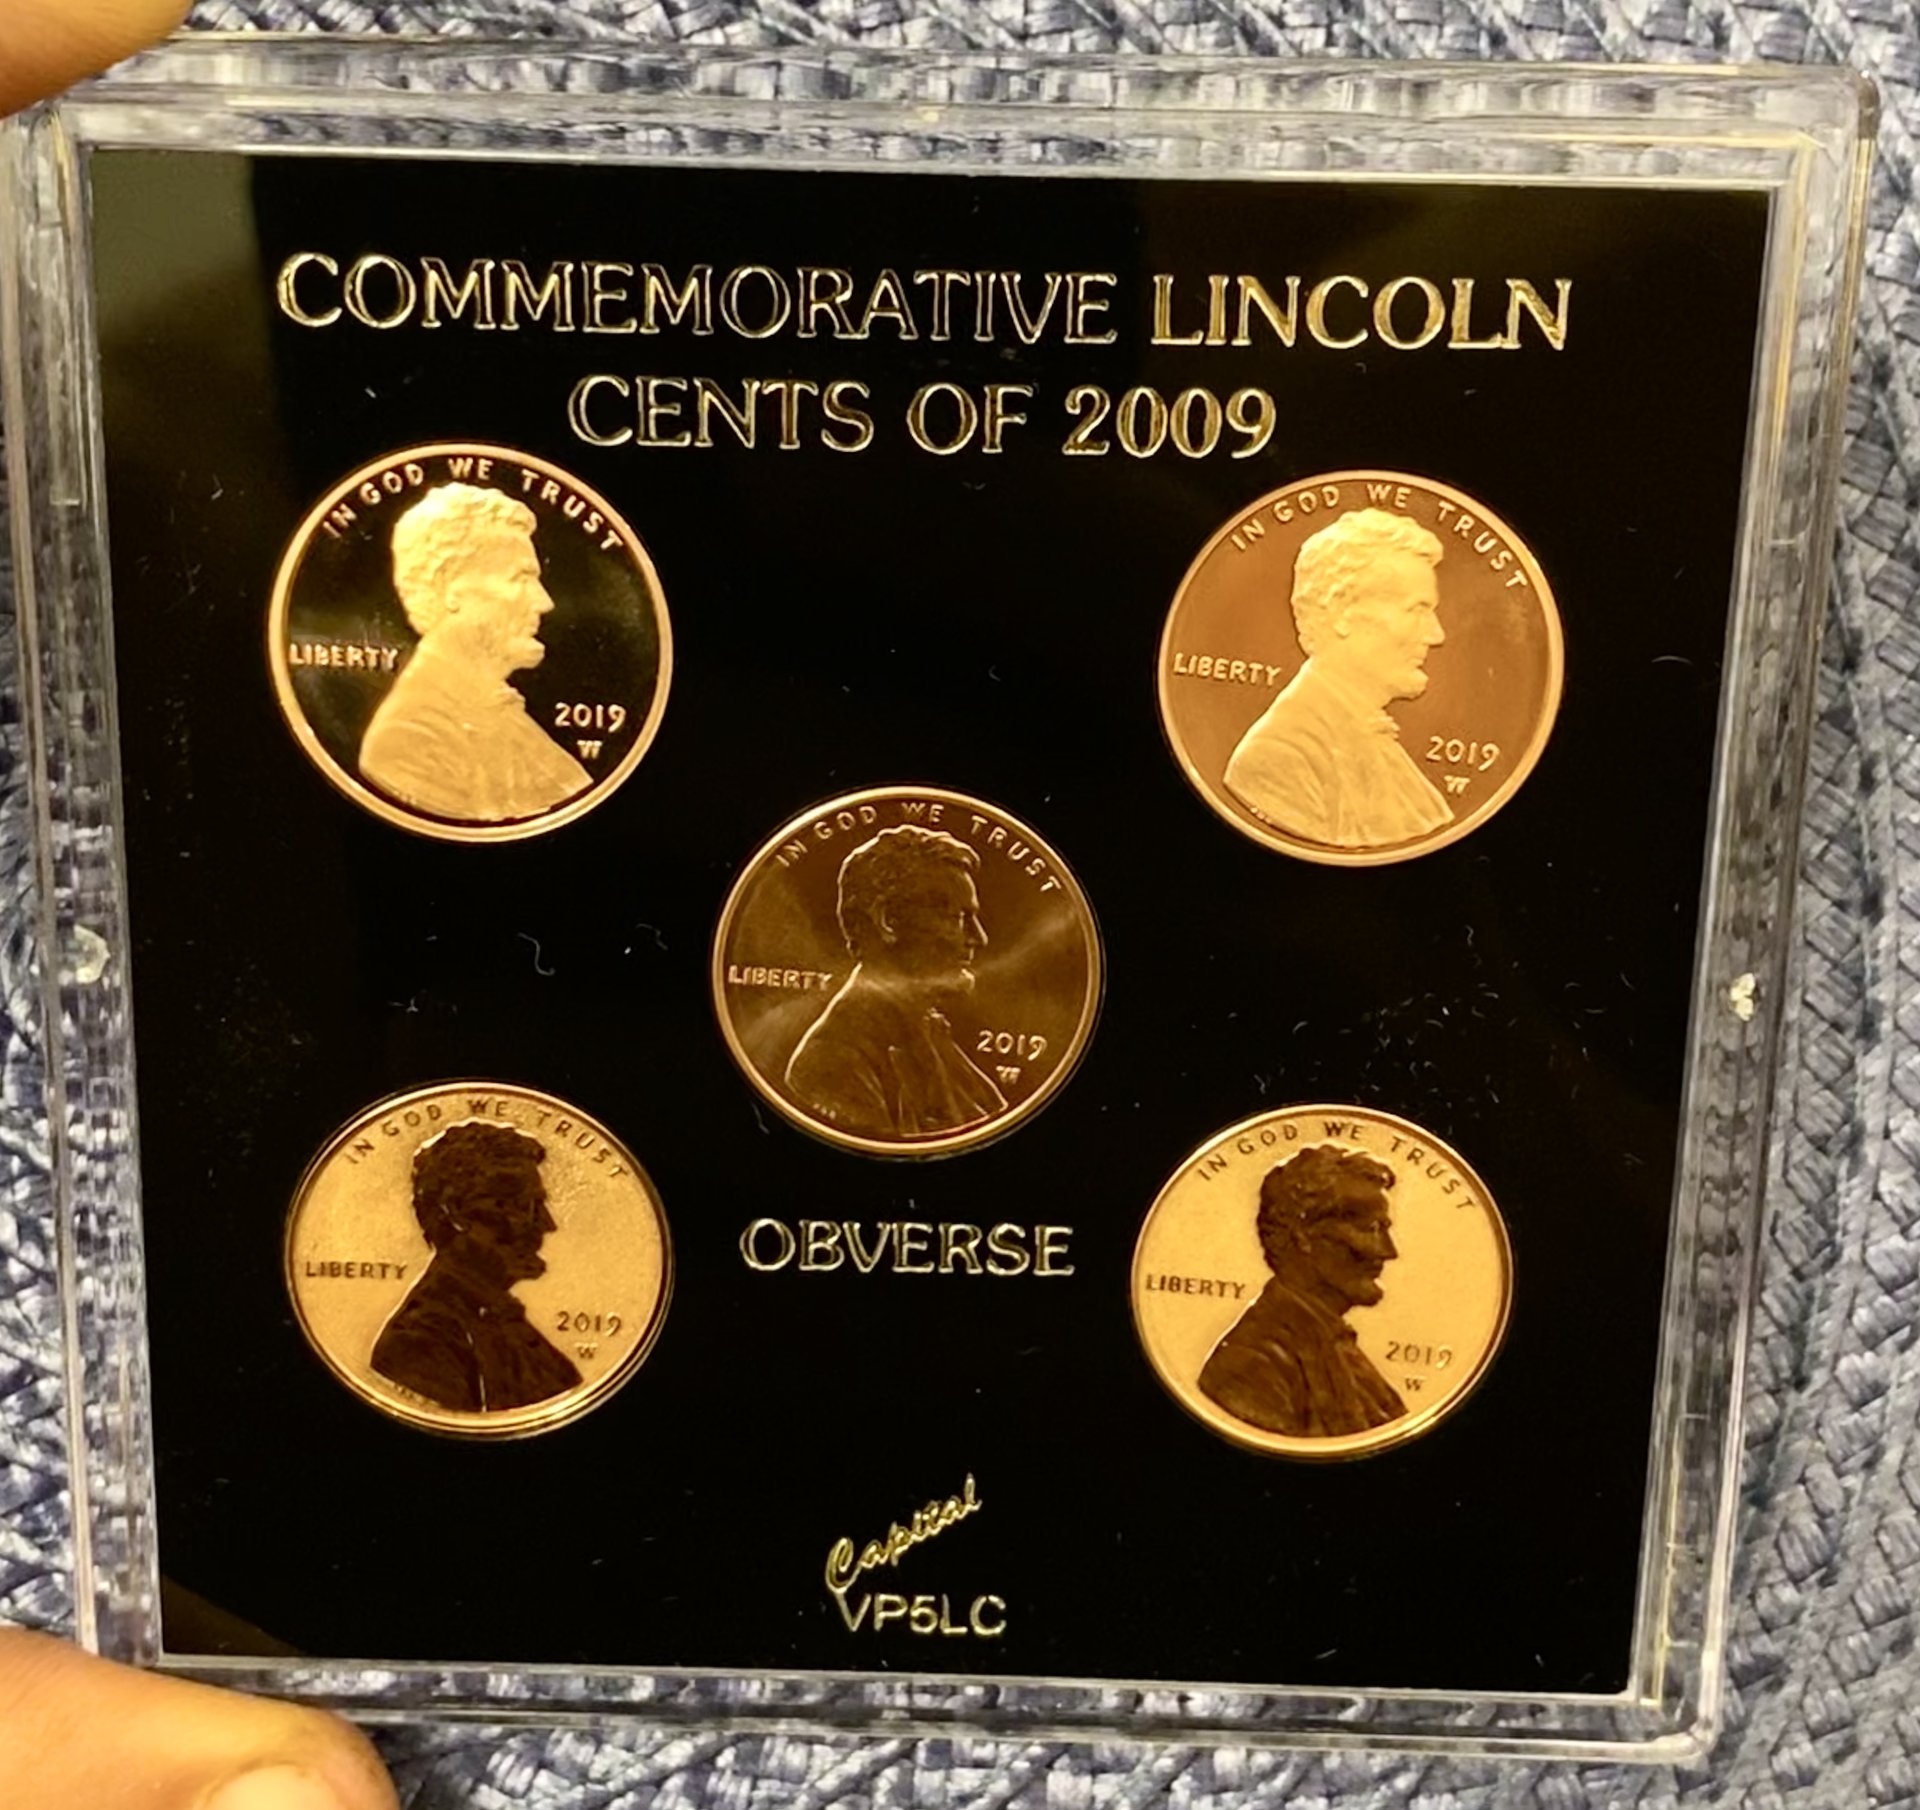 COMMEMORATIVE LINCOLN
CENTS OF 2009
IN GOD WE TRUST
LIBERTY
2019
W
IN GOD WE TRUST
LIBERTY
2019
W
IN GOD WE TRUST
LIBERTY
2019
W
IN GOD WE TRUST
LIBERTY
2019
W
IN GOD WE TRUST
LIBERTY
2019
W
OBVERSE
Capital
VP5LC